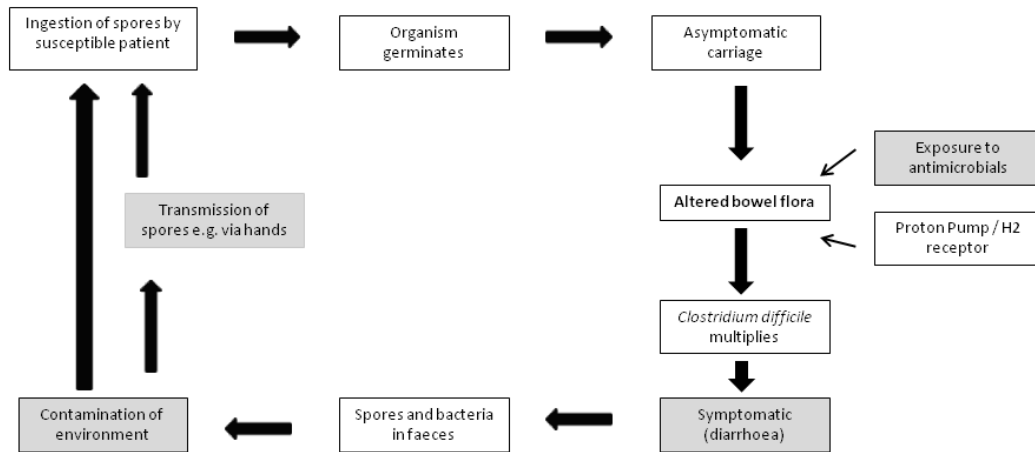 Ingestion of spores by
susceptible patient
Organism
germinates
Asymptomatic
carriage
Exposure to
antimicrobials
Transmission of
spores e.g. via hands
Altered bowel flora
Proton Pump / H2
receptor
Clostridium difficile
multiplies
Contamination of
environment
Spores and bacteria
in faeces
Symptomatic
(diarrhoea)